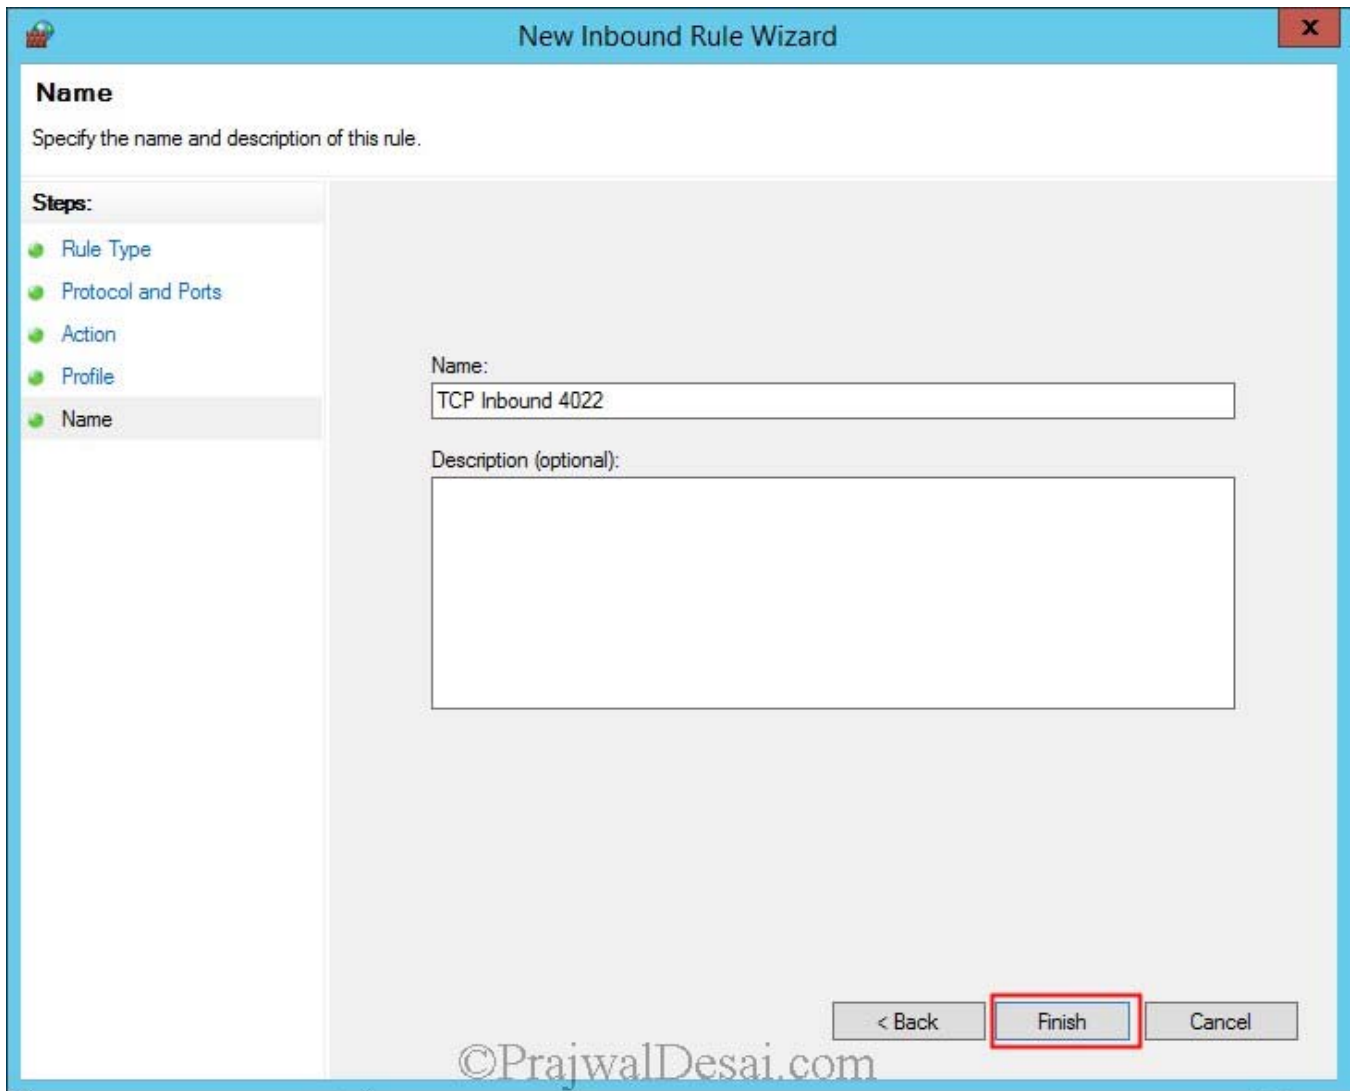 New Inbound Rule Wizard
x
Name
Specify the name and description of this rule.
Steps:
Rule Type
Protocol and Ports
Action
Profile
Name
Name:
TCP Inbound 4022
Description (optional):
< Back
Finish
Cancel
©PrajwalDesai.com